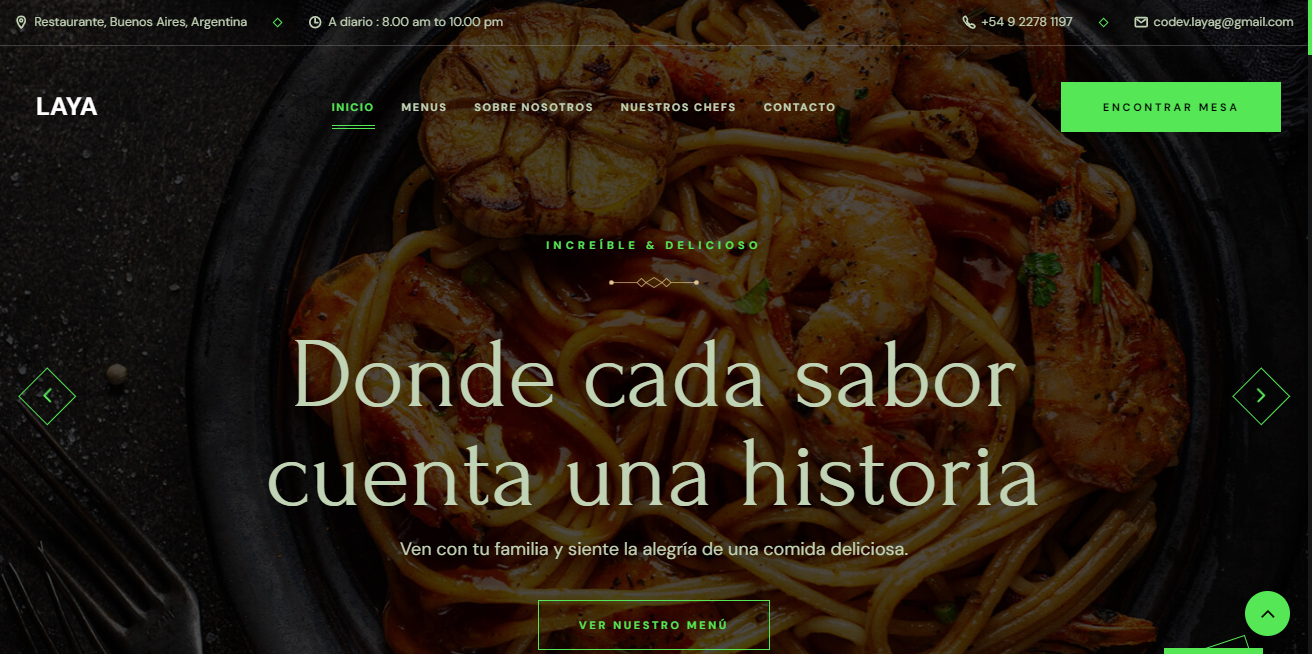 Restaurante, Buenos Aires, Argentina
A diario : 8.00 am to 10.00 pm
+54 9 2278 1197
codev.layag@gmail.com
LAYA
INICIO
MENUS
SOBRE NOSOTROS
NUESTROS CHEFS
CONTACTO
ENCONTRAR MESA
INCREÍBLE & DELICIOSO
Donde cada sabor
cuenta una historia
Ven con tu familia y siente la alegría de una comida deliciosa.
VER NUESTRO MENÚ